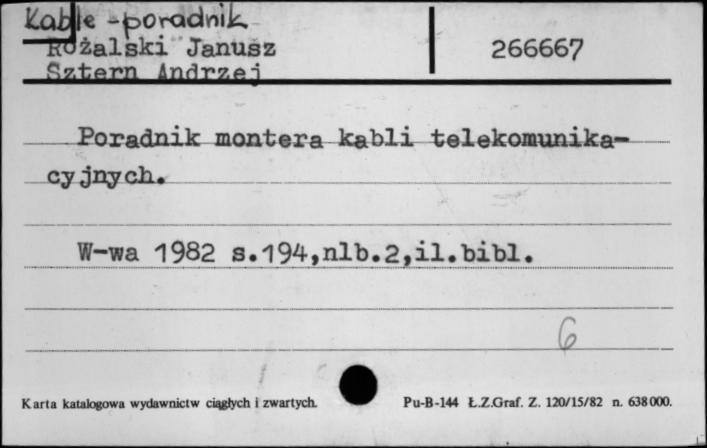 Kable - poradnik
Rożalski Janusz
266667
Sztern Andrzej
Poradnik montera kabli telekomunika-
cyjnych.
W-wa 1982 s.194,nlb.2,il.bibl.
6
Karta katalogowa wydawnictw ciągłych i zwartych.
Pu-B-144 Ł.Z.Graf. Z. 120/15/82 n. 638000.